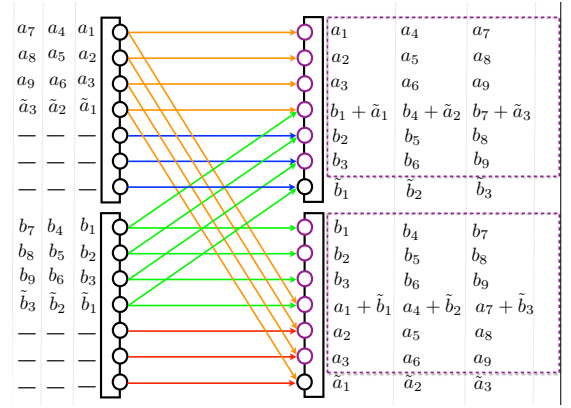 a₇ a₄ a₁ a₁ a₄ a₇
a₈ a₅ a₂ a₂ a₅ a₈
a₉ a₆ a₃ a₃ a₆ a₉
ã₃ ã₂ ã₁ b₁ + ã₁ b₄ + ã₂ b₇ + ã₃
— — — b₂ b₅ b₈
— — — b₃ b₆ b₉
— — — b̃₁ b̃₂ b̃₃
b₇ b₄ b₁ b₁ b₄ b₇
b₈ b₅ b₂ b₂ b₅ b₈
b₉ b₆ b₃ b₃ b₆ b₉
b̃₃ b̃₂ b̃₁ a₁ + b̃₁ a₄ + b̃₂ a₇ + b̃₃
— — — a₂ a₅ a₈
— — — a₃ a₆ a₉
— — — ã₁ ã₂ ã₃